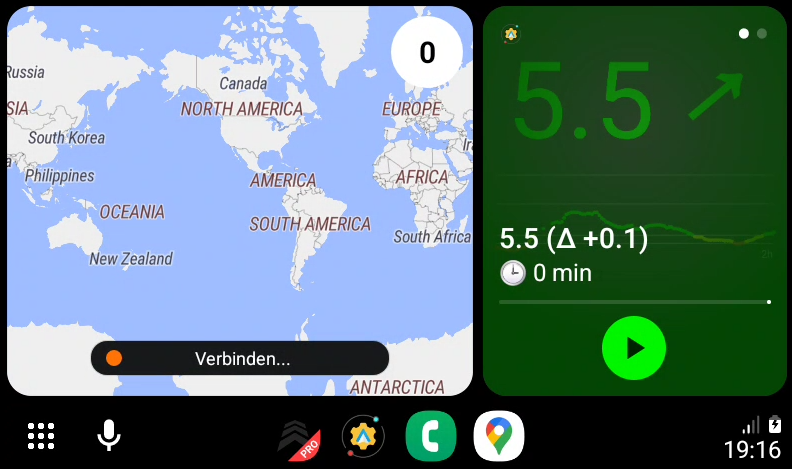 0
Russia
Canada
SIA
NORTH AMERICA
EUROPE
South Korea
Philippines
AMERICA
AFRICA
OCEANIA
SOUTH AMERICA
South Africa
New Zealand
Verbinden...
ANTARCTICA
5.5
5.5 (Δ +0.1)
0 min
PRO
19:16